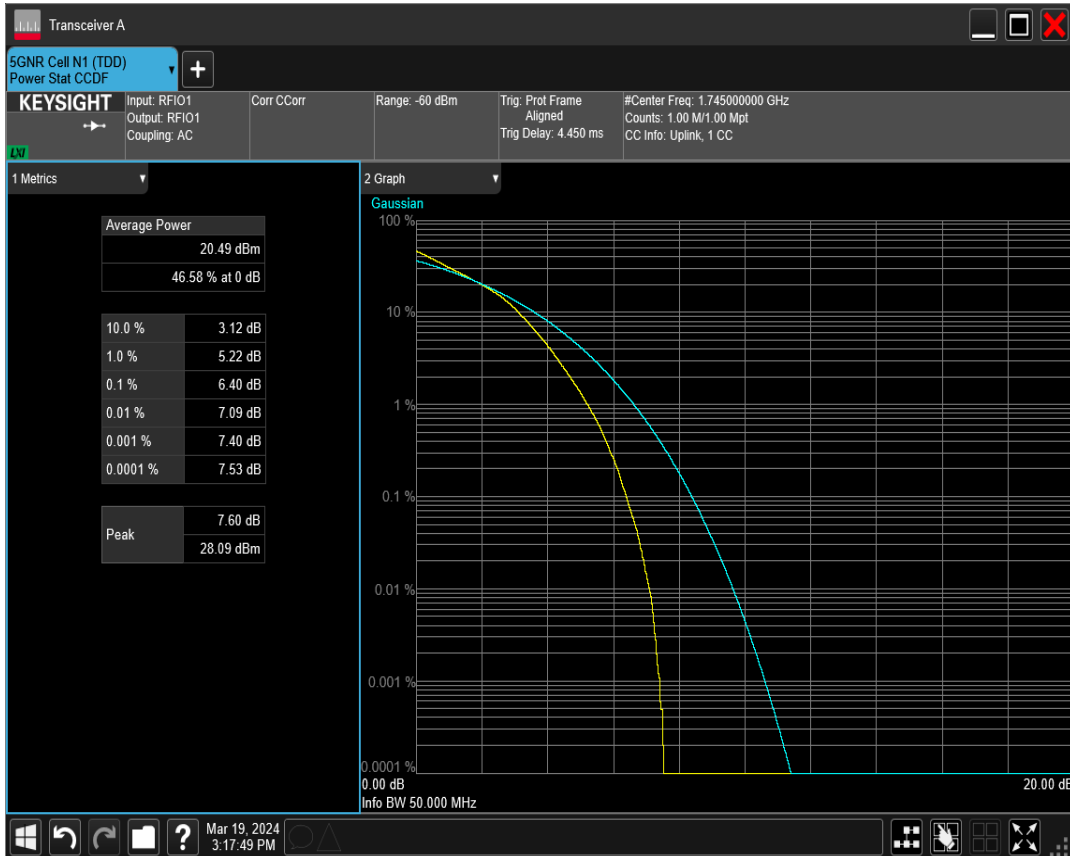 Transceiver A
5GNR Cell N1 (TDD)
Power Stat CCDF
+
KEYSIGHT
LXI
Input: RFIO1
Output: RFIO1
Coupling: AC
Corr CCorr
Range: -60 dBm
Trig: Prot Frame
Aligned
Trig Delay: 4.450 ms
#Center Freq: 1.745000000 GHz
Counts: 1.00 M/1.00 Mpt
CC Info: Uplink, 1 CC
1 Metrics
Average Power
20.49 dBm
46.58 % at 0 dB
10.0 % 3.12 dB
1.0 % 5.22 dB
0.1 % 6.40 dB
0.01 % 7.09 dB
0.001 % 7.40 dB
0.0001 % 7.53 dB
Peak 7.60 dB
28.09 dBm
2 Graph
Gaussian
100 %
10 %
1 %
0.1 %
0.01 %
0.001 %
0.0001 %
0.00 dB 20.00 dB
Info BW 50.000 MHz
?
Mar 19, 2024
3:17:49 PM